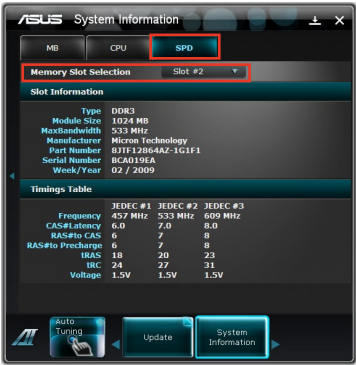 ASUS System Information
MB CPU SPD
Memory Slot Selection Slot #2
Slot Information
Type DDR3
Module Size 1024 MB
MaxBandwidth 533 MHz
Manufacturer Micron Technology
Part Number 8JTF12864AZ-1G1F1
Serial Number BCA019EA
Week/Year 02 / 2009
Timings Table
JEDEC #1 JEDEC #2 JEDEC #3
Frequency 457 MHz 533 MHz 609 MHz
CAS#Latency 6.0 7.0 8.0
RAS#to CAS 6 7 8
RAS#to Precharge 6 7 8
tRAS 18 20 23
tRC 24 27 31
Voltage 1.5V 1.5V 1.5V
Auto
Tuning
Update
System
Information